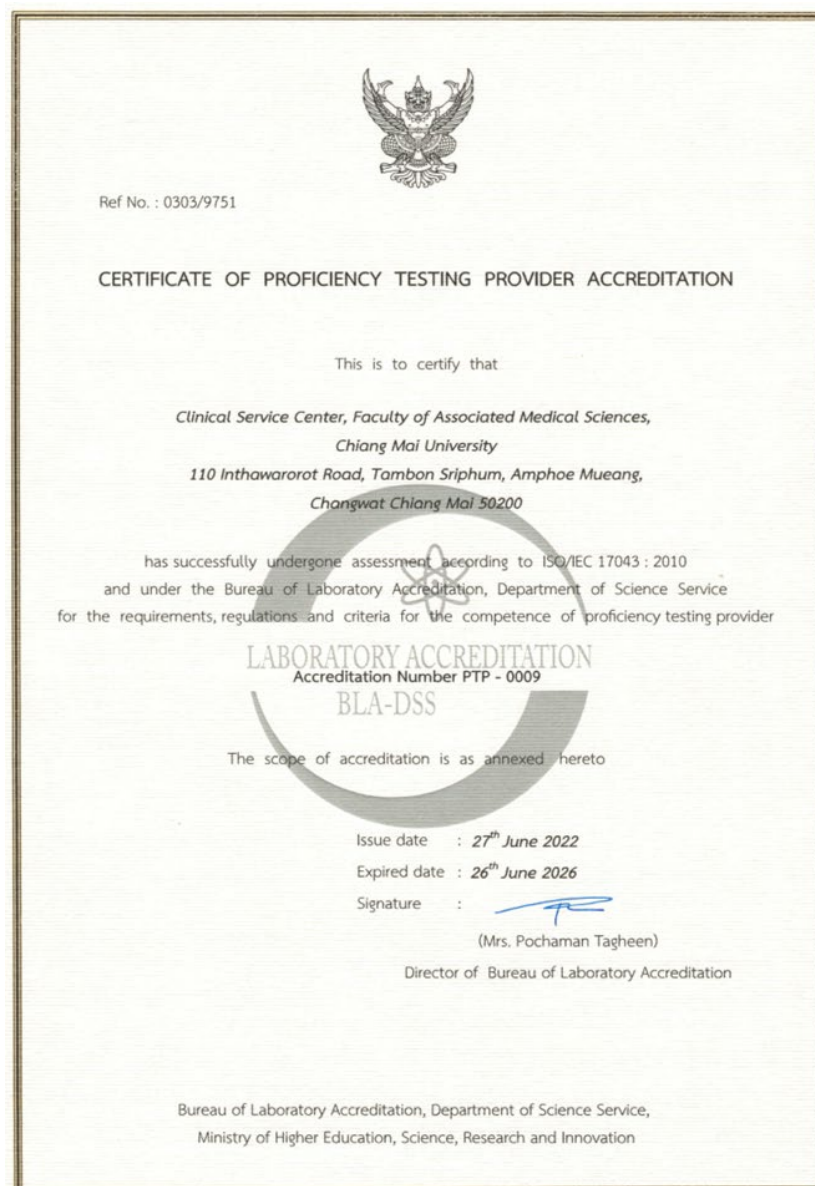 Ref No. : 0303/9751
CERTIFICATE OF PROFICIENCY TESTING PROVIDER ACCREDITATION
This is to certify that
Clinical Service Center, Faculty of Associated Medical Sciences,
Chiang Mai University
110 Inthawarorot Road, Tambon Sriphum, Amphoe Mueang,
Changwat Chiang Mai 50200
has successfully undergone assessment according to ISO/IEC 17043 : 2010
and under the Bureau of Laboratory Accreditation, Department of Science Service
for the requirements, regulations and criteria for the competence of proficiency testing provider
LABORATORY ACCREDITATION
Accreditation Number PTP - 0009
BLA-DSS
The scope of accreditation is as annexed hereto
Issue date : 27th June 2022
Expired date : 26th June 2026
Signature :
(Mrs. Pochaman Tagheen)
Director of Bureau of Laboratory Accreditation
Bureau of Laboratory Accreditation, Department of Science Service,
Ministry of Higher Education, Science, Research and Innovation